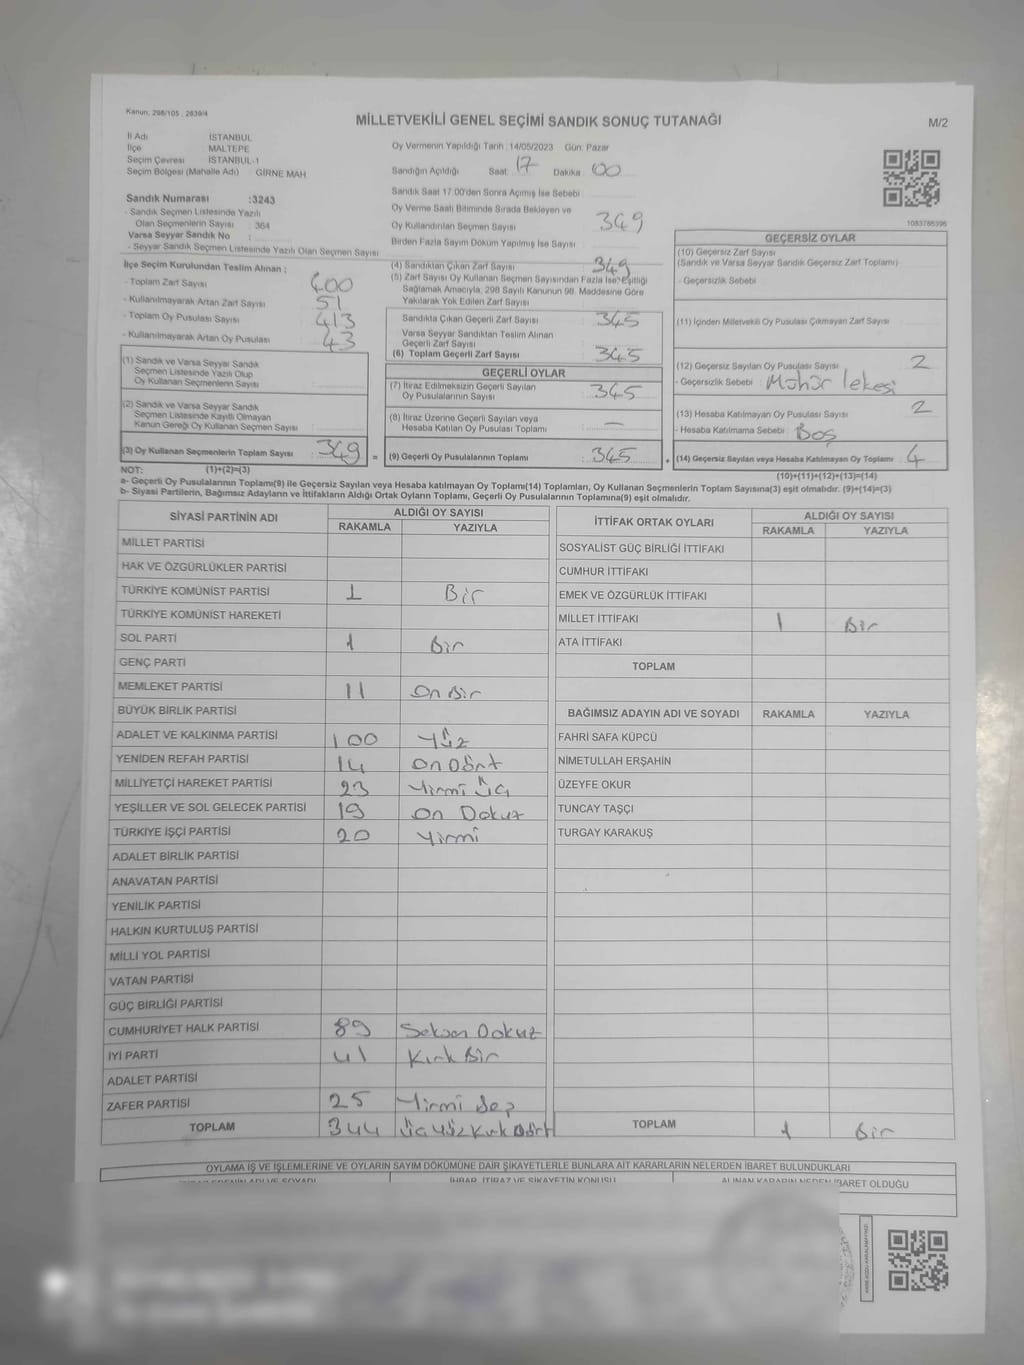 Kanun, 298/105 , 2839/4
MİLLETVEKİLİ GENEL SEÇİMİ SANDIK SONUÇ TUTANAĞI
M/2
İl Adı İSTANBUL
İlçe MALTEPE
Seçim Çevresi İSTANBUL-1
Seçim Bölgesi (Mahalle Adı) GİRNE MAH.
Oy Vermenin Yapıldığı Tarih :14/05/2023 Gün: Pazar
Sandığın Açıldığı Saat: 17 Dakika: 00
Sandık Saat 17:00'den Sonra Açımış İse Sebebi :
Sandık Numarası :3243
- Sandık Seçmen Listesinde Yazılı
Olan Seçmenlerin Sayısı : 364
Varsa Seyyar Sandık No :
- Seyyar Sandık Seçmen Listesinde Yazılı Olan Seçmen Sayısı
Oy Verme Saati Bitiminde Sırada Bekleyen ve
Oy Kullandırılan Seçmen Sayısı : 349
Birden Fazla Sayım Döküm Yapılmış İse Sayısı
1083765396
İlçe Seçim Kurulundan Teslim Alınan ;
- Toplam Zarf Sayısı 400
- Kullanılmayarak Artan Zarf Sayısı 51
- Toplam Oy Pusulası Sayısı 413
- Kullanılmayarak Artan Oy Pusulası 43
(1) Sandık ve Varsa Seyyar Sandık
Seçmen Listesinde Yazılı Olup
Oy Kullanan Seçmenlerin Sayısı
(2) Sandık ve Varsa Seyyar Sandık
Seçmen Listesinde Kayıtlı Olmayan
Kanun Gereği Oy Kullanan Seçmen Sayısı
(3) Oy Kullanan Seçmenlerin Toplam Sayısı : 349 =
(4) Sandıktan Çıkan Zarf Sayısı : 349
(5) Zarf Sayısı Oy Kullanan Seçmen Sayısından Fazla İse, Eşitliği
Sağlamak Amacıyla, 298 Sayılı Kanunun 98. Maddesine Göre
Yakılarak Yok Edilen Zarf Sayısı
Sandıkla Çıkan Geçerli Zarf Sayısı : 345
Varsa Seyyar Sandıktan Teslim Alınan
Geçerli Zarf Sayısı
(6) Toplam Geçerli Zarf Sayısı : 345
GEÇERLİ OYLAR
(7) İtiraz Edilmeksizin Geçerli Sayılan
Oy Pusulalarının Sayısı : 345
(8) İtiraz Üzerine Geçerli Sayılan veya
Hesaba Katılan Oy Pusulası Toplamı : —
(9) Geçerli Oy Pusulalarının Toplamı : 345 +
GEÇERSİZ OYLAR
(10) Geçersiz Zarf Sayısı
(Sandık ve Varsa Seyyar Sandık Geçersiz Zarf Toplamı)
- Geçersizlik Sebebi :
(11) İçinden Milletvekili Oy Pusulası Çıkmayan Zarf Sayısı
(12) Geçersiz Sayılan Oy Pusulası Sayısı : 2
- Geçersizlik Sebebi : Mühür lekesi
(13) Hesaba Katılmayan Oy Pusulası Sayısı : 2
- Hesaba Katılmama Sebebi : Boş
(14) Geçersiz Sayılan veya Hesaba Katılmayan Oy Toplamı : 4
NOT: (1)+(2)=(3)
(10)+(11)+(12)+(13)=(14)
a- Geçerli Oy Pusulasının Toplam(9) ile Geçersiz Sayılan veya Hesaba katılmayan Oy Toplamı(14) Toplamları, Oy Kullanan Seçmenlerin Toplam Sayısına(3) eşit olmalıdır. (9)+(14)=(3)
b- Siyasi Partilerin, Bağımsız Adayların ve İttifakların Aldığı Ortak Oyların Toplamı, Geçerli Oy Pusulalarının Toplamına(9) eşit olmalıdır.
SİYASİ PARTİNİN ADI ALDIĞI OY SAYISI
RAKAMLA YAZIYLA
MİLLET PARTİSİ
HAK VE ÖZGÜRLÜKLER PARTİSİ
TÜRKİYE KOMÜNİST PARTİSİ 1 Bir
TÜRKİYE KOMÜNİST HAREKETİ
SOL PARTİ 1 Bir
GENÇ PARTİ
MEMLEKET PARTİSİ 11 On Bir
BÜYÜK BİRLİK PARTİSİ
ADALET VE KALKINMA PARTİSİ 100 Yüz
YENİDEN REFAH PARTİSİ 14 On Dört
MİLLİYETÇİ HAREKET PARTİSİ 23 Yirmi Üç
YEŞİLLER VE SOL GELECEK PARTİSİ 19 On Dokuz
TÜRKİYE İŞÇİ PARTİSİ 20 Yirmi
ADALET BİRLİK PARTİSİ
ANAVATAN PARTİSİ
YENİLİK PARTİSİ
HALKIN KURTULUŞ PARTİSİ
MİLLİ YOL PARTİSİ
VATAN PARTİSİ
GÜÇ BİRLİĞİ PARTİSİ
CUMHURİYET HALK PARTİSİ 89 Seksen Dokuz
İYİ PARTİ 41 Kırk Bir
ADALET PARTİSİ
ZAFER PARTİSİ 25 Yirmi Beş
TOPLAM 344 Üç Yüz Kırk Dört
İTTİFAK ORTAK OYLARI ALDIĞI OY SAYISI
RAKAMLA YAZIYLA
SOSYALİST GÜÇ BİRLİĞİ İTTİFAKI
CUMHUR İTTİFAKI
EMEK VE ÖZGÜRLÜK İTTİFAKI
MİLLET İTTİFAKI 1 Bir
ATA İTTİFAKI
TOPLAM
BAĞIMSIZ ADAYIN ADI VE SOYADI RAKAMLA YAZIYLA
FAHRİ SAFA KÜPCÜ
NİMETULLAH ERŞAHİN
ÜZEYFE OKUR
TUNCAY TAŞÇI
TURGAY KARAKUŞ
TOPLAM 1 Bir
OYLAMA İŞ VE İŞLEMLERİNE VE OYLARIN SAYIM DÖKÜMÜNE DAİR ŞİKAYETLERLE BUNLARA AİT KARARLARIN NELERDEN İBARET BULUNDUKLARI
İHBAR, İTİRAZ VE ŞİKAYETİN KONUSU
ALINAN KARARIN NEDEN İBARET OLDUĞU